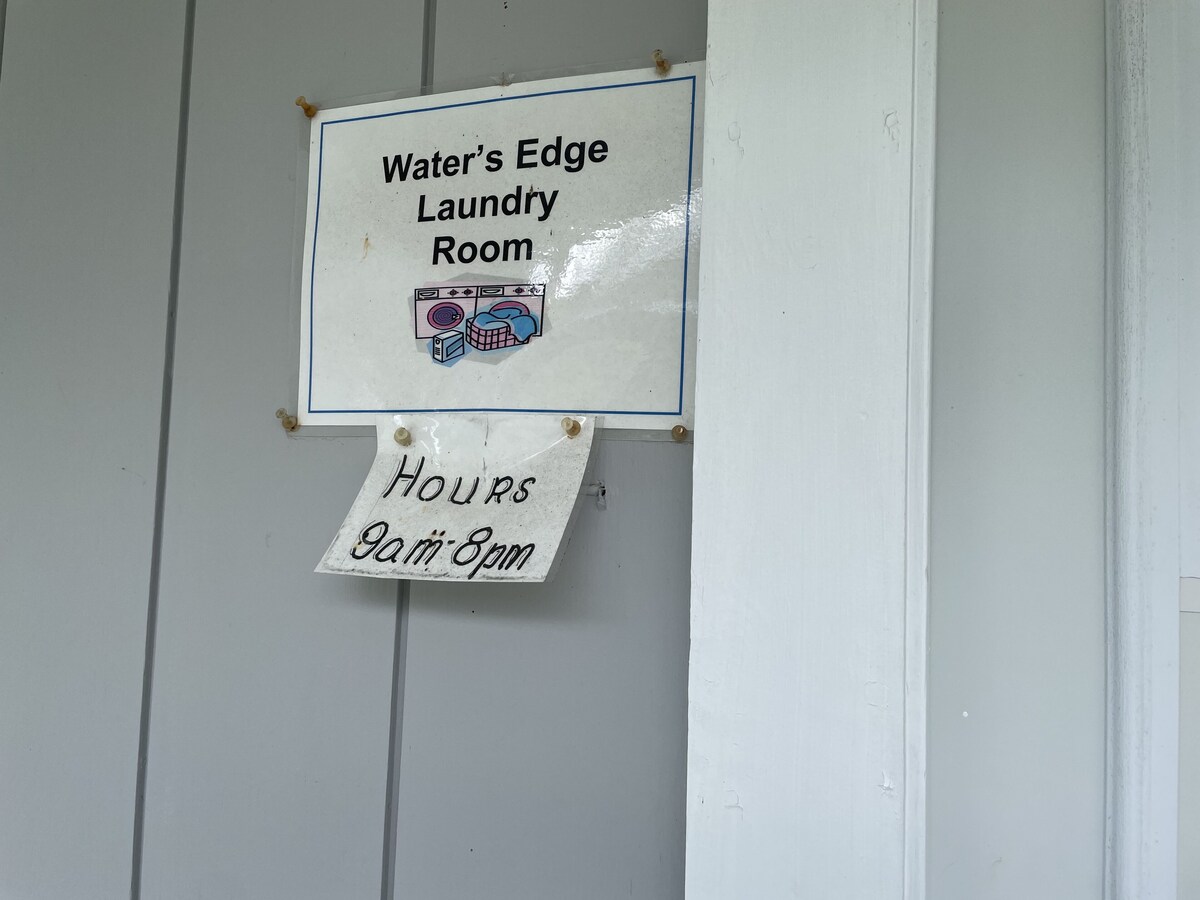 Water's Edge
Laundry
Room
Hours
9am-8pm